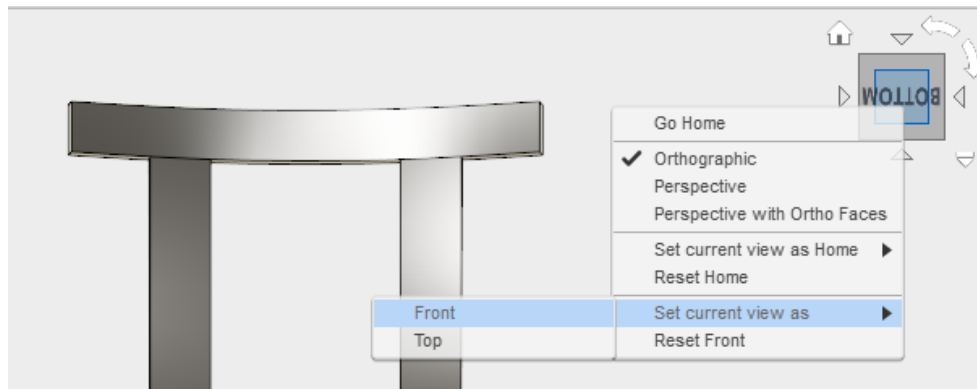 BOTTOM
Go Home
Orthographic
Perspective
Perspective with Ortho Faces
Set current view as Home
Reset Home
Set current view as
Front
Top
Reset Front